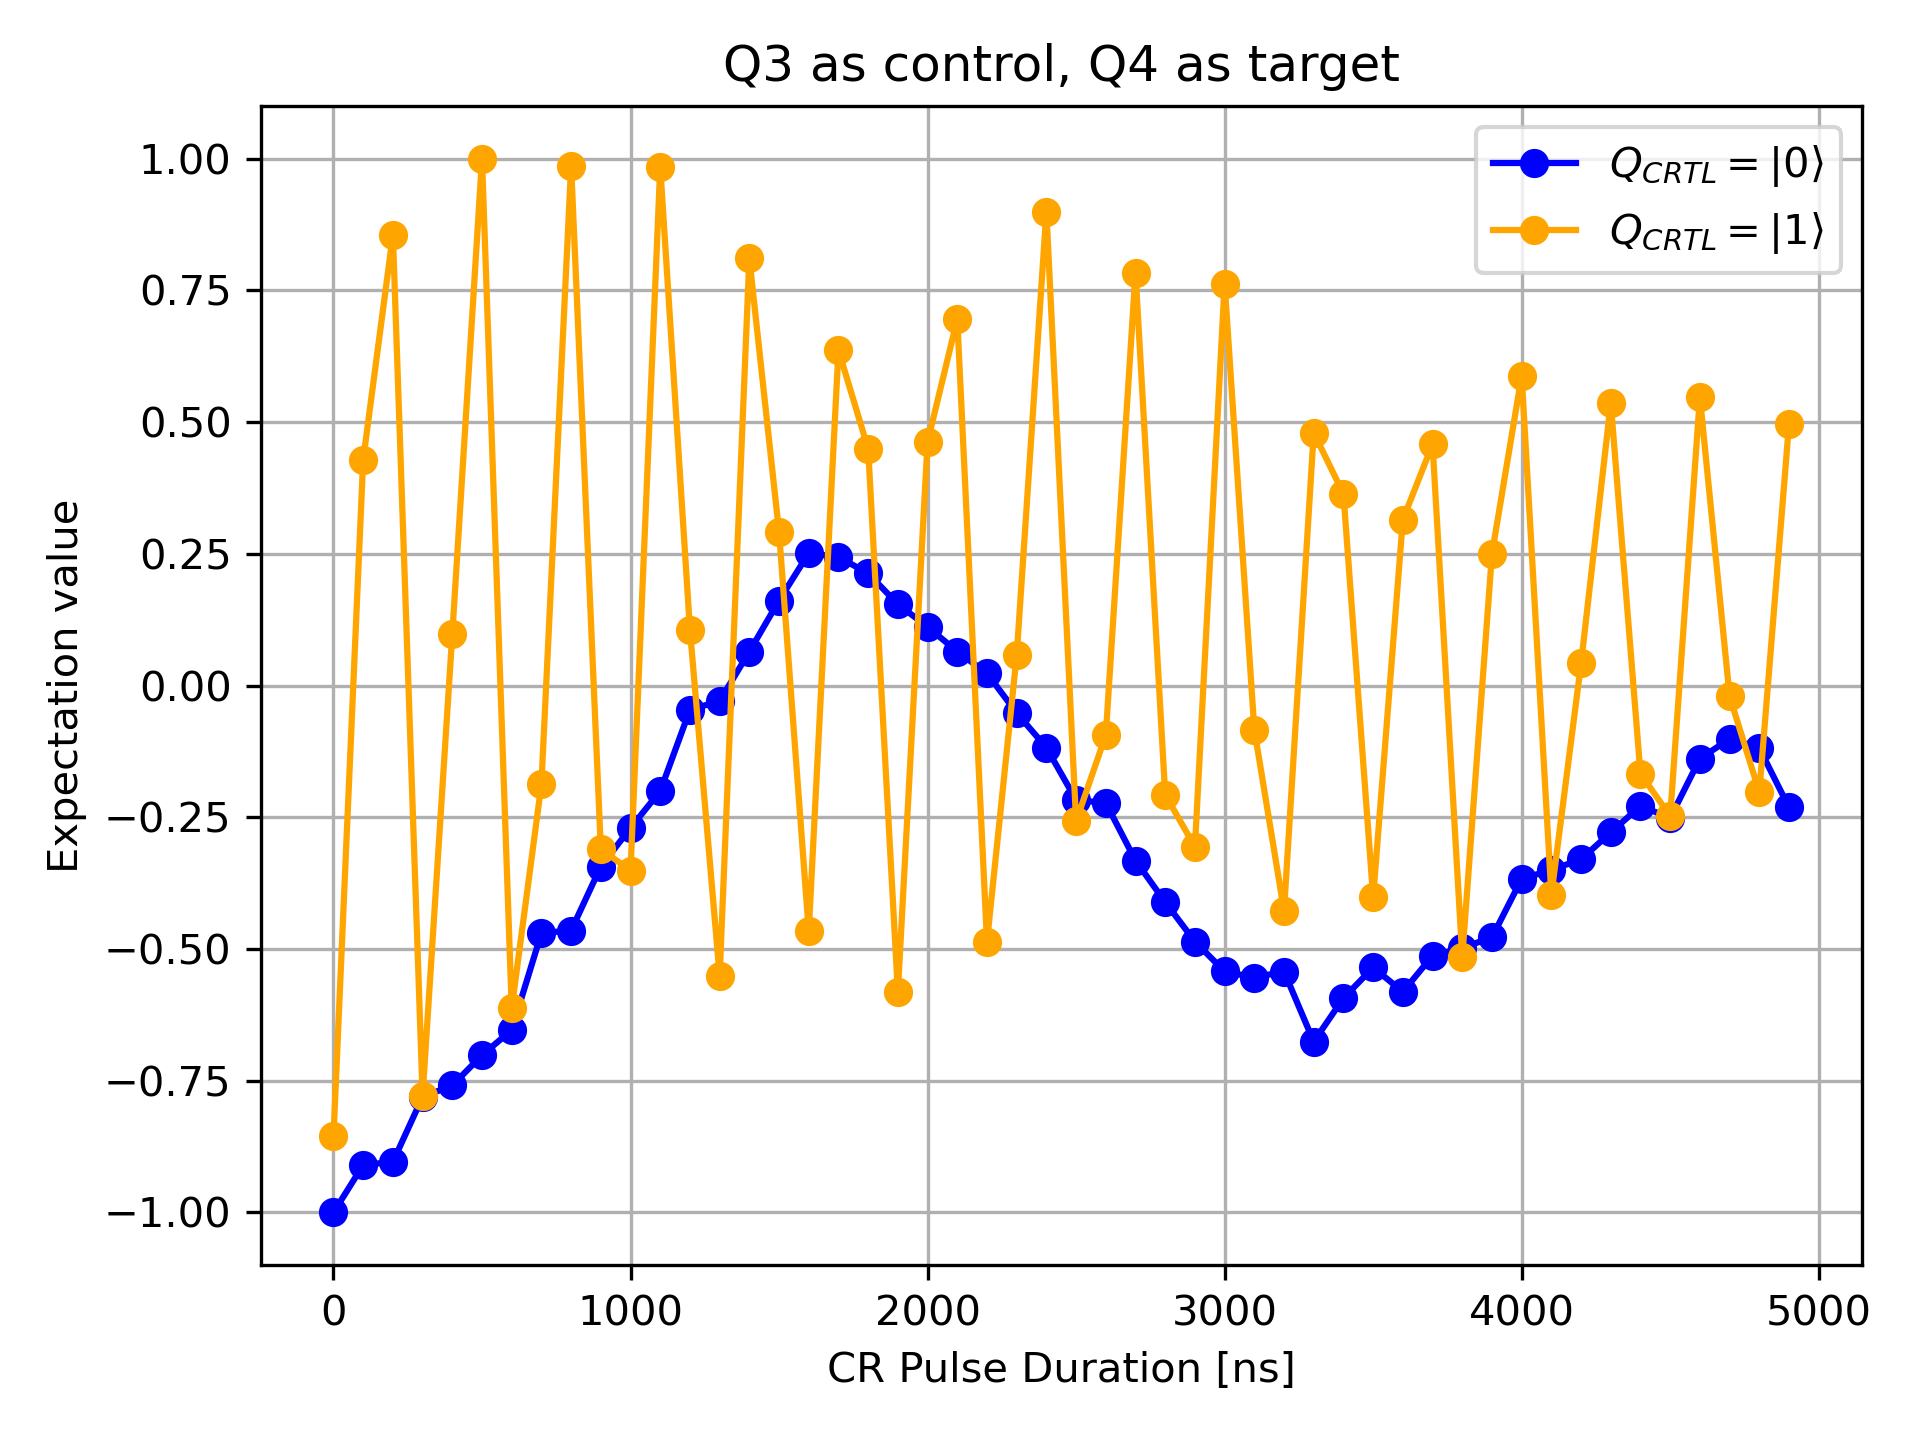 Q3 as control, Q4 as target
Q_CRTL = |0⟩
Q_CRTL = |1⟩
Expectation value
1.00
0.75
0.50
0.25
0.00
−0.25
−0.50
−0.75
−1.00
0 1000 2000 3000 4000 5000
CR Pulse Duration [ns]